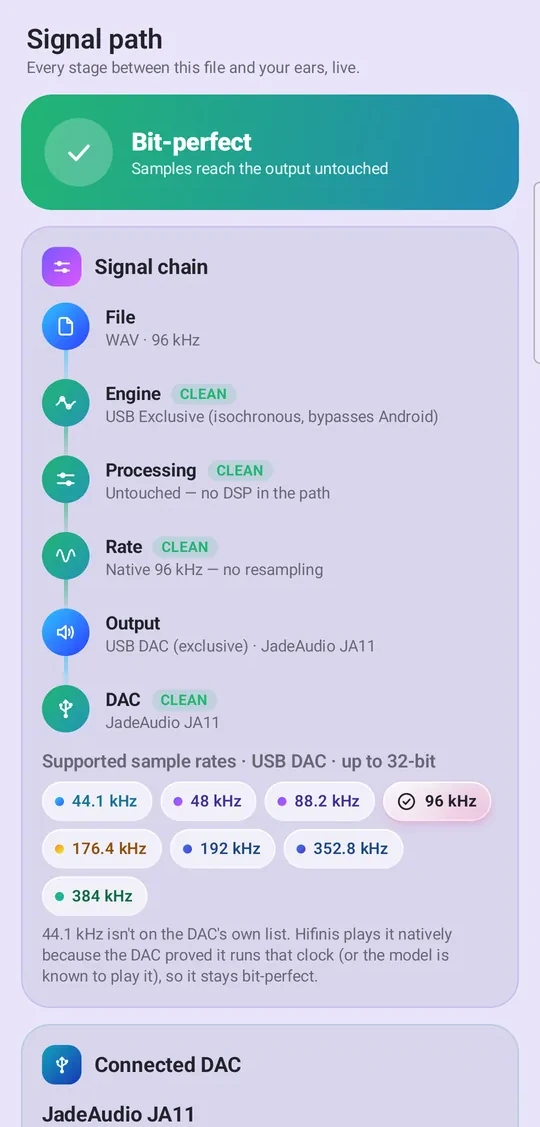 Signal path
Every stage between this file and your ears, live.
Bit-perfect
Samples reach the output untouched
Signal chain
File
WAV · 96 kHz
Engine CLEAN
USB Exclusive (isochronous, bypasses Android)
Processing CLEAN
Untouched — no DSP in the path
Rate CLEAN
Native 96 kHz — no resampling
Output
USB DAC (exclusive) · JadeAudio JA11
DAC CLEAN
JadeAudio JA11
Supported sample rates · USB DAC · up to 32-bit
44.1 kHz 48 kHz 88.2 kHz 96 kHz
176.4 kHz 192 kHz 352.8 kHz
384 kHz
44.1 kHz isn't on the DAC's own list. Hifinis plays it natively
because the DAC proved it runs that clock (or the model is
known to play it), so it stays bit-perfect.
Connected DAC
JadeAudio JA11